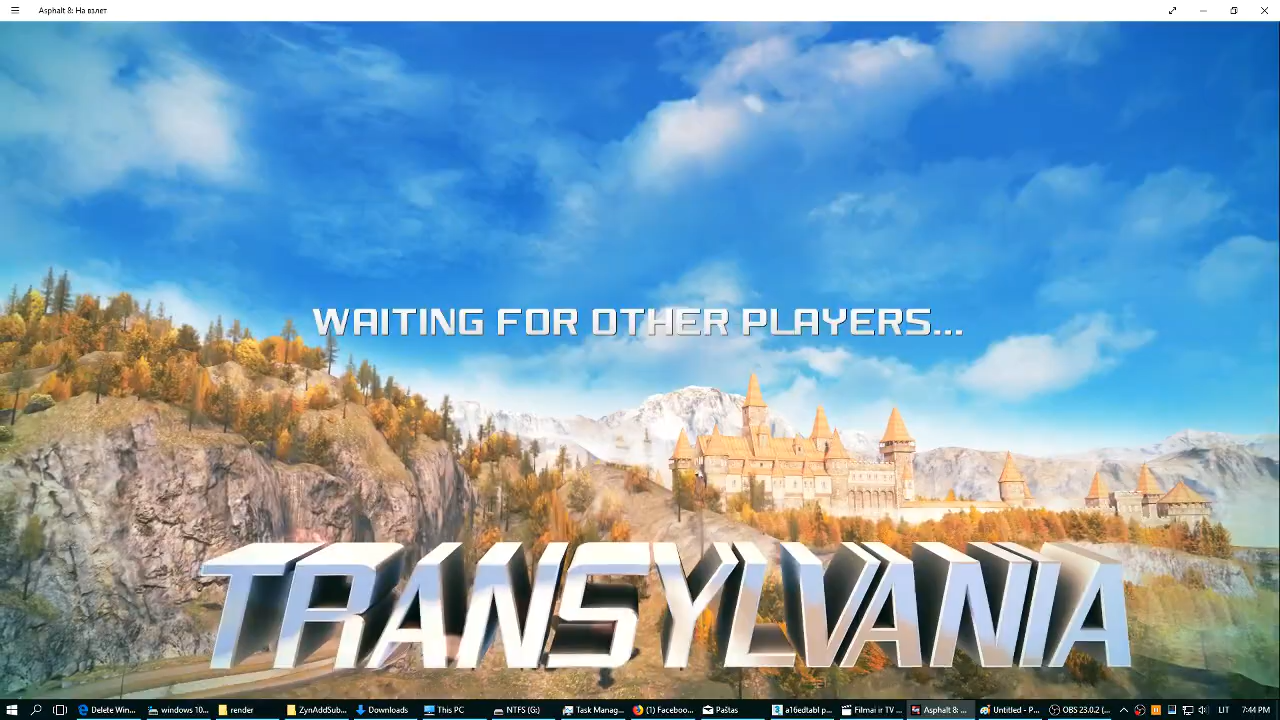 Asphalt 8: На взлет
WAITING FOR OTHER PLAYERS...
TRANSYLVANIA
Delete Win... windows 10... render ZynAddSub... Downloads This PC NTFS (G:) Task Manag... (1) Faceboo... Paštas a16edtabl p... Filmai ir TV ... Asphalt 8: ... Untitled - P... OBS 23.0.2 (... LIT 7:44 PM